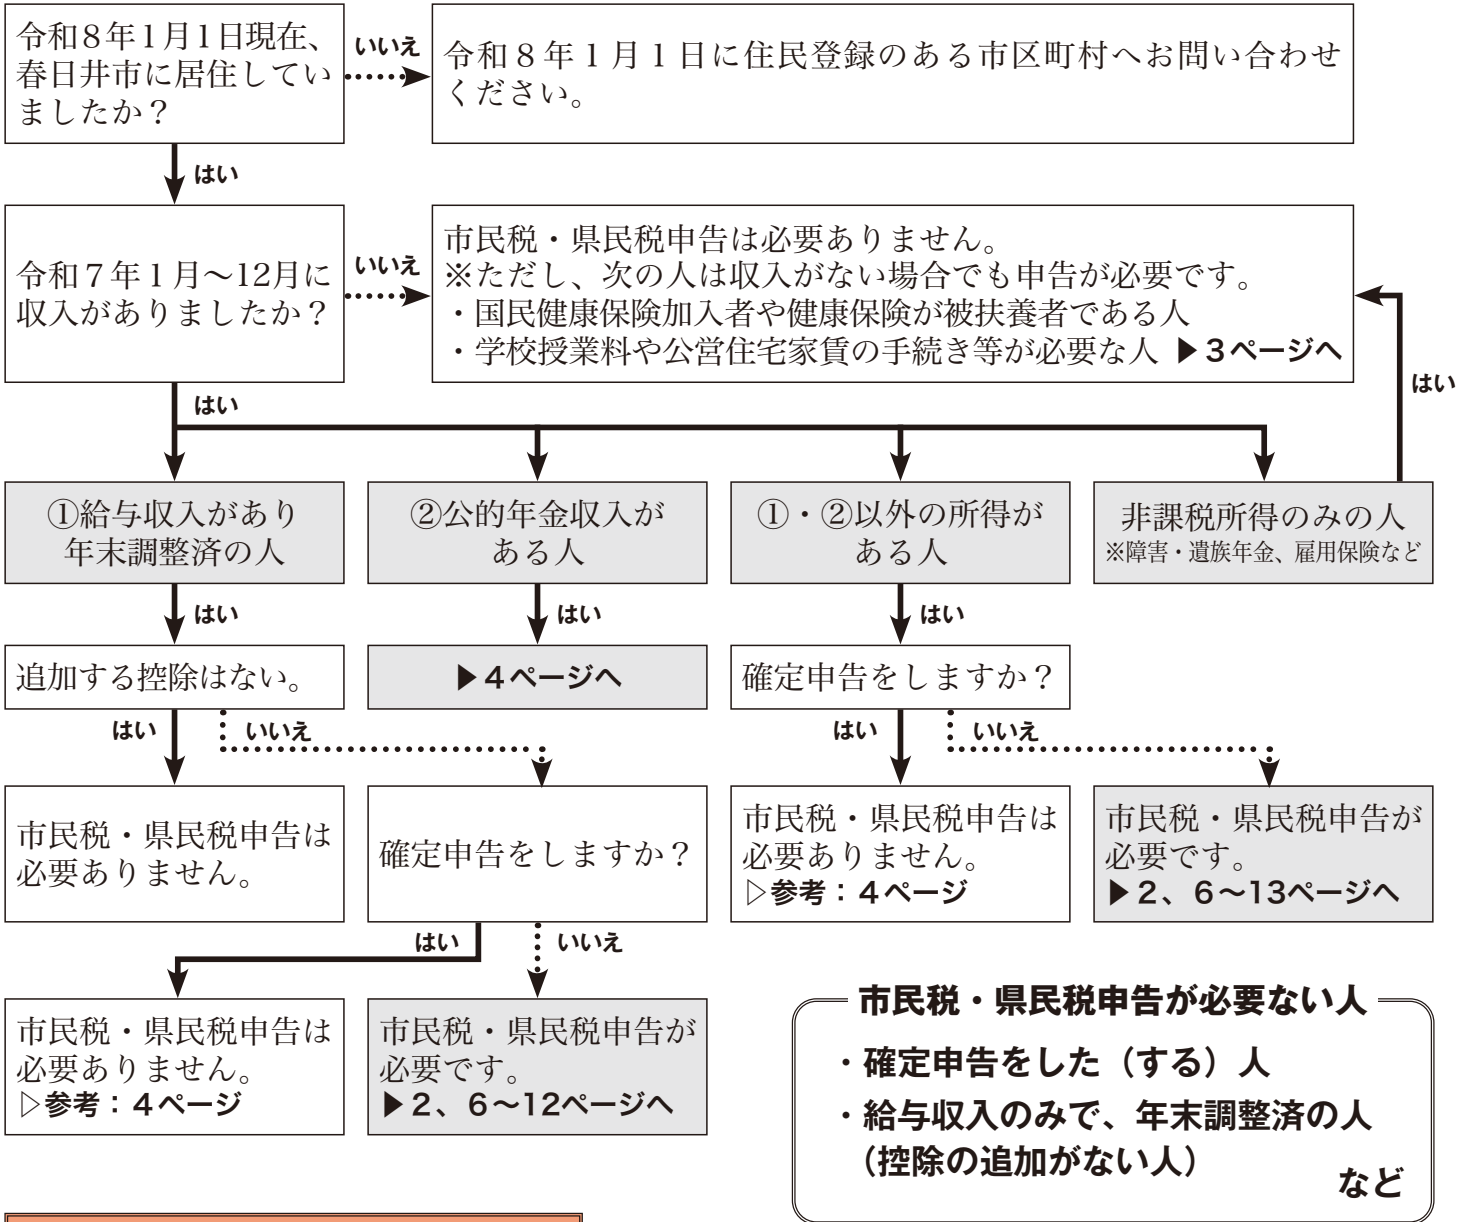 令和８年１月１日現在、
春日井市に居住してい
ましたか？
いいえ
令和８年１月１日に住民登録のある市区町村へお問い合わせ
ください。
はい
令和７年１月～12月に
収入がありましたか？
いいえ
市民税・県民税申告は必要ありません。
※ただし、次の人は収入がない場合でも申告が必要です。
・国民健康保険加入者や健康保険が被扶養者である人
・学校授業料や公営住宅家賃の手続き等が必要な人 ▶３ページへ
はい
はい
①給与収入があり
年末調整済の人
②公的年金収入が
ある人
①・②以外の所得が
ある人
非課税所得のみの人
※障害・遺族年金、雇用保険など
はい
はい
はい
追加する控除はない。
▶４ページへ
確定申告をしますか？
はい
いいえ
はい
いいえ
市民税・県民税申告は
必要ありません。
確定申告をしますか？
市民税・県民税申告は
必要ありません。
▷参考：４ページ
市民税・県民税申告が
必要です。
▶２、６～13ページへ
はい
いいえ
市民税・県民税申告は
必要ありません。
▷参考：４ページ
市民税・県民税申告が
必要です。
▶２、６～12ページへ
市民税・県民税申告が必要ない人
・確定申告をした（する）人
・給与収入のみで、年末調整済の人
（控除の追加がない人）
など